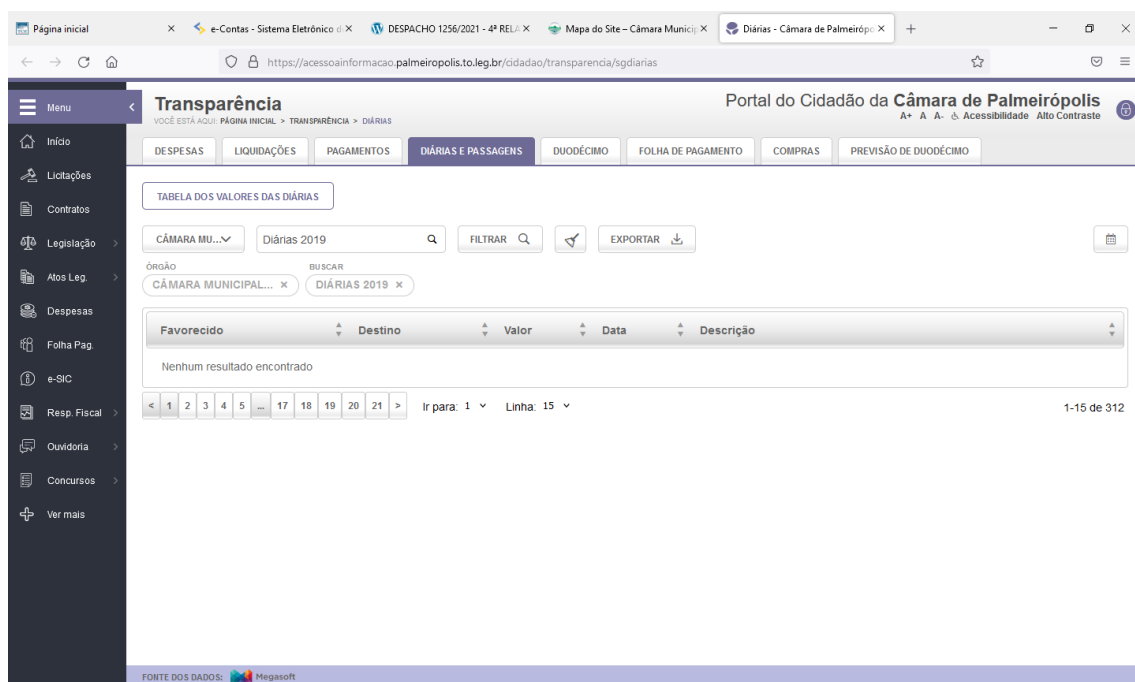 Página inicial
e-Contas - Sistema Eletrônico d
DESPACHO 1256/2021 - 4ª RELA
Mapa do Site – Câmara Municip
Diárias - Câmara de Palmeirópo
https://acessoainformacao.palmeiropolis.to.leg.br/cidadao/transparencia/sgdiarias
Menu
Transparência
Portal do Cidadão da Câmara de Palmeirópolis
VOCÊ ESTÁ AQUI: PÁGINA INICIAL > TRANSPARÊNCIA > DIÁRIAS
A+ A A- Acessibilidade Alto Contraste
Início
Licitações
Contratos
Legislação
Atos Leg.
Despesas
Folha Pag.
e-SIC
Resp. Fiscal
Ouvidoria
Concursos
Ver mais
DESPESAS LIQUIDAÇÕES PAGAMENTOS DIÁRIAS E PASSAGENS DUODÉCIMO FOLHA DE PAGAMENTO COMPRAS PREVISÃO DE DUODÉCIMO
TABELA DOS VALORES DAS DIÁRIAS
CÂMARA MU... Diárias 2019 FILTRAR EXPORTAR
ÓRGÃO BUSCAR
CÂMARA MUNICIPAL... × DIÁRIAS 2019 ×
Favorecido Destino Valor Data Descrição
Nenhum resultado encontrado
< 1 2 3 4 5 ... 17 18 19 20 21 > Ir para: 1 Linha: 15 1-15 de 312
FONTE DOS DADOS: Megasoft